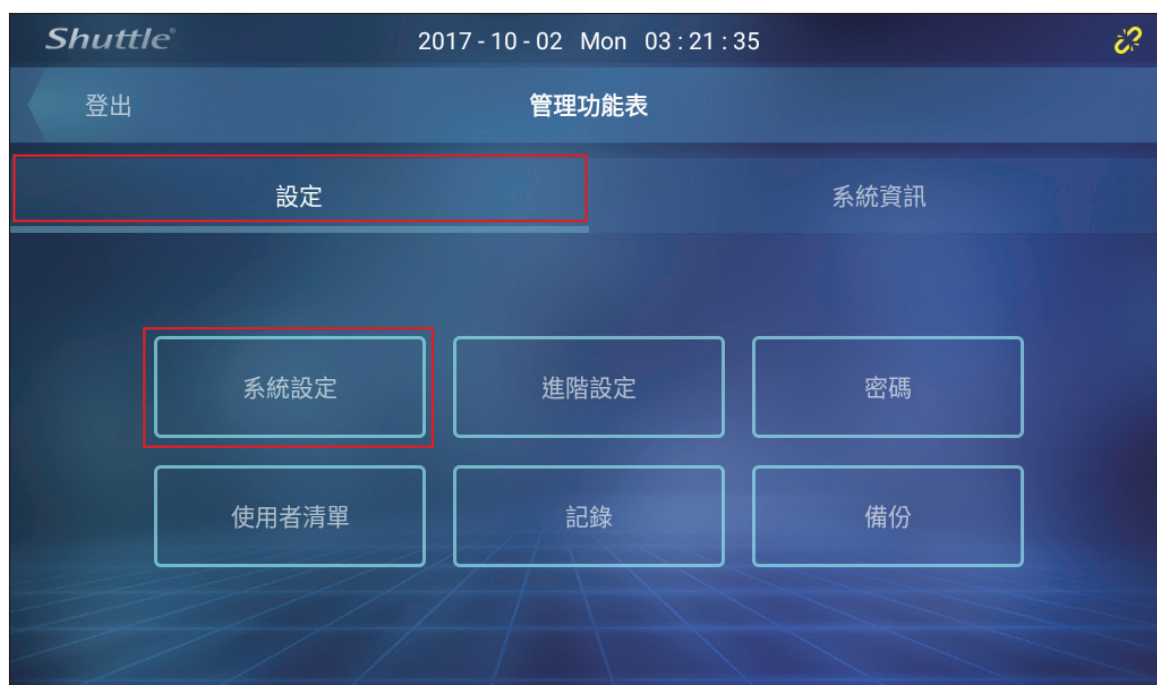 Shuttle® 2017-10-02 Mon 03:21:35
登出 管理功能表
設定 系統資訊
系統設定 進階設定 密碼
使用者清單 記錄 備份